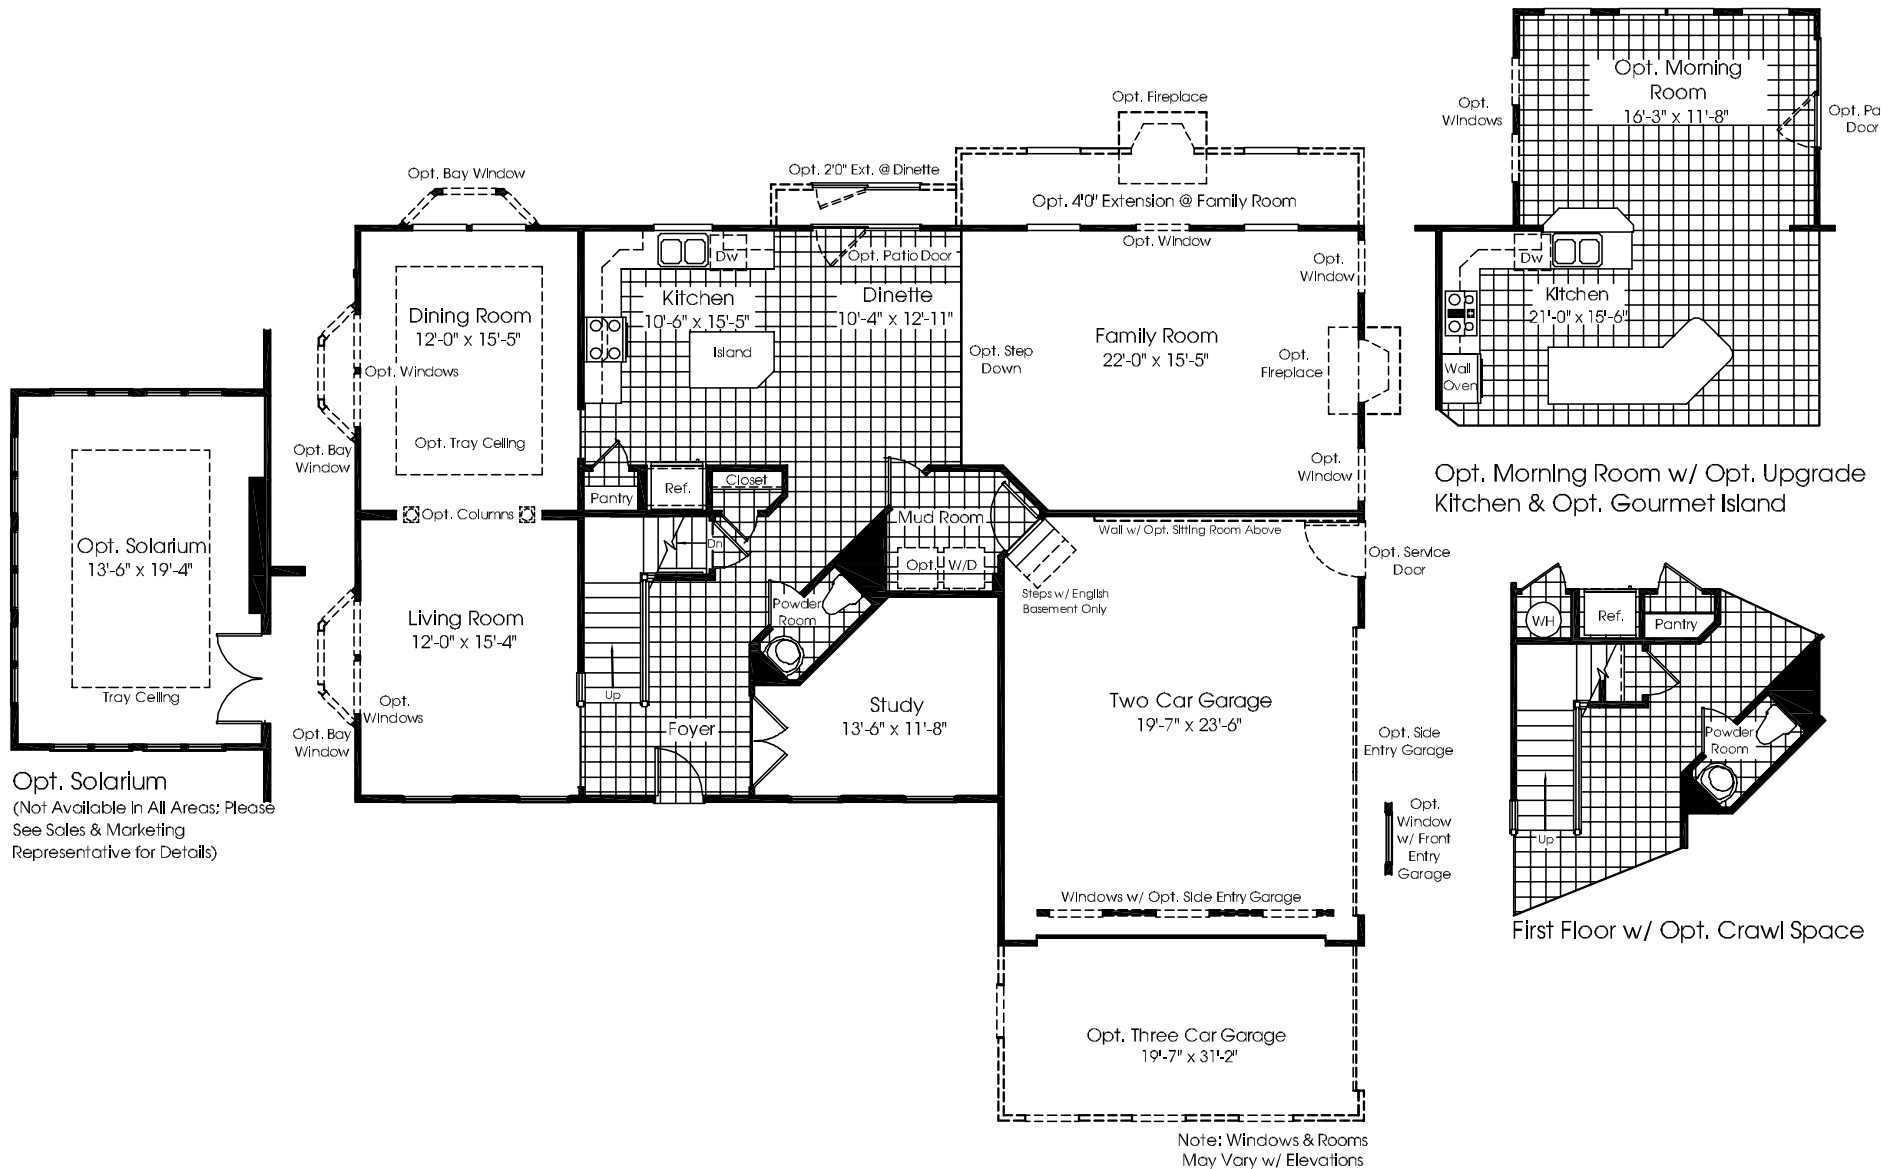 Opt. Solarium
13'-6" x 19'-4"
Tray Ceiling
Opt. Solarium
(Not Available In All Areas; Please
See Sales & Marketing
Representative for Details)
Opt. Bay Window
Dining Room
12'-0" x 15'-5"
Opt. Windows
Opt. Tray Ceiling
Opt. Bay
Window
Opt. Columns
Living Room
12'-0" x 15'-4"
Opt.
Windows
Opt. Bay
Window
Opt. 2'0" Ext. @ Dinette
Dw
Opt. Patio Door
Kitchen
10'-6" x 15'-5"
Island
Dinette
10'-4" x 12'-11"
Pantry
Ref.
Closet
Dn
Up
Foyer
Powder
Room
Mud Room
Opt.
W/D
Study
13'-6" x 11'-8"
Opt. Fireplace
Opt. 4'0" Extension @ Family Room
Opt. Window
Opt.
Window
Family Room
22'-0" x 15'-5"
Opt. Step
Down
Opt.
Fireplace
Opt.
Window
Wall w/ Opt. Sitting Room Above
Opt. Service
Door
Steps w/ English
Basement Only
Two Car Garage
19'-7" x 23'-6"
Opt. Side
Entry Garage
Opt.
Window
w/ Front
Entry
Garage
Windows w/ Opt. Side Entry Garage
Opt. Three Car Garage
19'-7" x 31'-2"
Note: Windows & Rooms
May Vary w/ Elevations
Opt. Morning
Room
16'-3" x 11'-8"
Opt.
Windows
Opt. Pa
Door
Dw
Kitchen
21'-0" x 15'-6"
Wall
Oven
Opt. Morning Room w/ Opt. Upgrade
Kitchen & Opt. Gourmet Island
WH
Ref.
Pantry
Powder
Room
Up
First Floor w/ Opt. Crawl Space